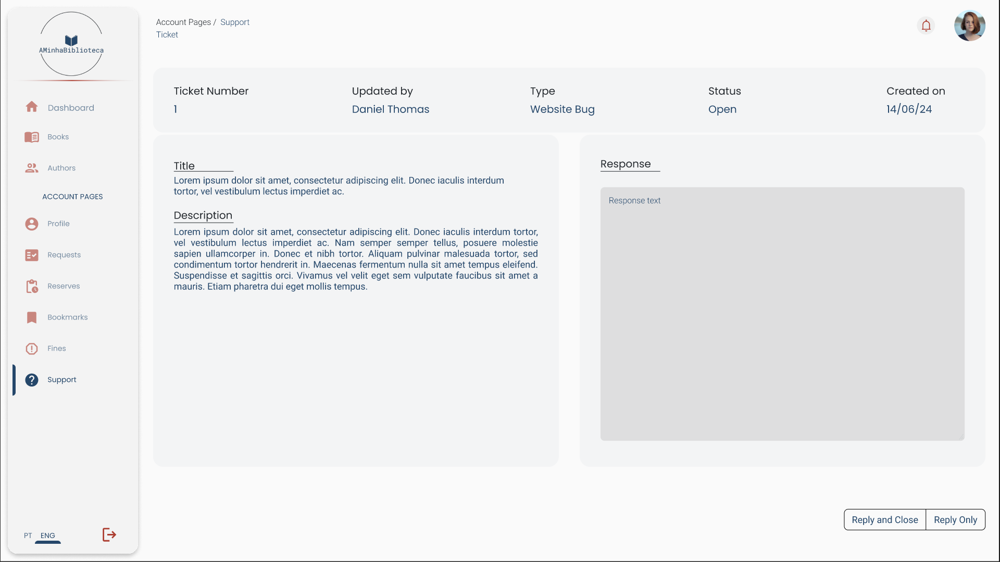 AMinhaBiblioteca
Dashboard
Books
Authors
ACCOUNT PAGES
Profile
Requests
Reserves
Bookmarks
Fines
Support
PT ENG
Account Pages / Support
Ticket
Ticket Number Updated by Type Status Created on
1 Daniel Thomas Website Bug Open 14/06/24
Title
Lorem ipsum dolor sit amet, consectetur adipiscing elit. Donec iaculis interdum
tortor, vel vestibulum lectus imperdiet ac.
Description
Lorem ipsum dolor sit amet, consectetur adipiscing elit. Donec iaculis interdum tortor,
vel vestibulum lectus imperdiet ac. Nam semper semper tellus, posuere molestie
sapien ullamcorper in. Donec et nibh tortor. Aliquam pulvinar malesuada tortor, sed
condimentum tortor hendrerit in. Maecenas fermentum nulla sit amet tempus eleifend.
Suspendisse et sagittis orci. Vivamus vel velit eget sem vulputate faucibus sit amet a
mauris. Etiam pharetra dui eget mollis tempus.
Response
Response text
Reply and Close Reply Only